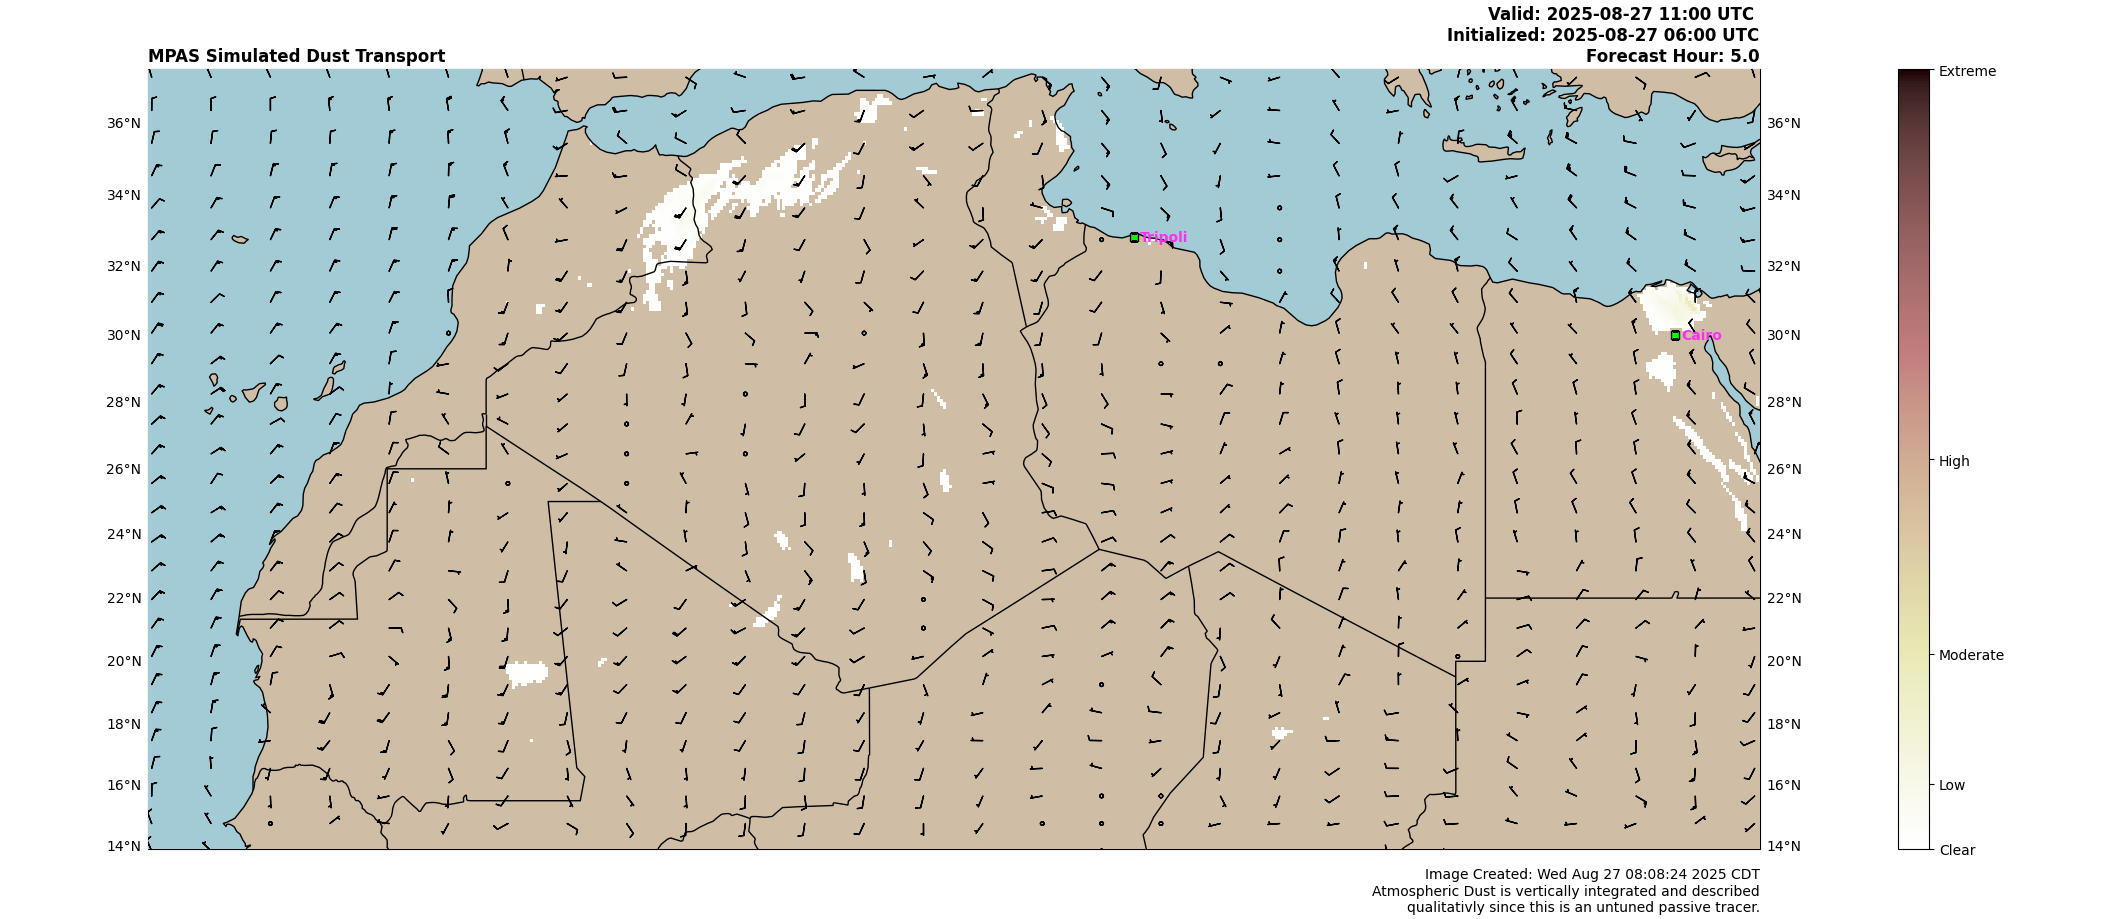 Valid: 2025-08-27 11:00 UTC
Initialized: 2025-08-27 06:00 UTC
MPAS Simulated Dust Transport
Forecast Hour: 5.0
Extreme
36°N
36°N
34°N
34°N
Tripoli
32°N
32°N
30°N
Cairo
30°N
28°N
28°N
26°N
26°N
High
24°N
24°N
22°N
22°N
Moderate
20°N
20°N
18°N
18°N
16°N
16°N
Low
14°N
14°N
Clear
Image Created: Wed Aug 27 08:08:24 2025 CDT
Atmospheric Dust is vertically integrated and described
qualitativly since this is an untuned passive tracer.